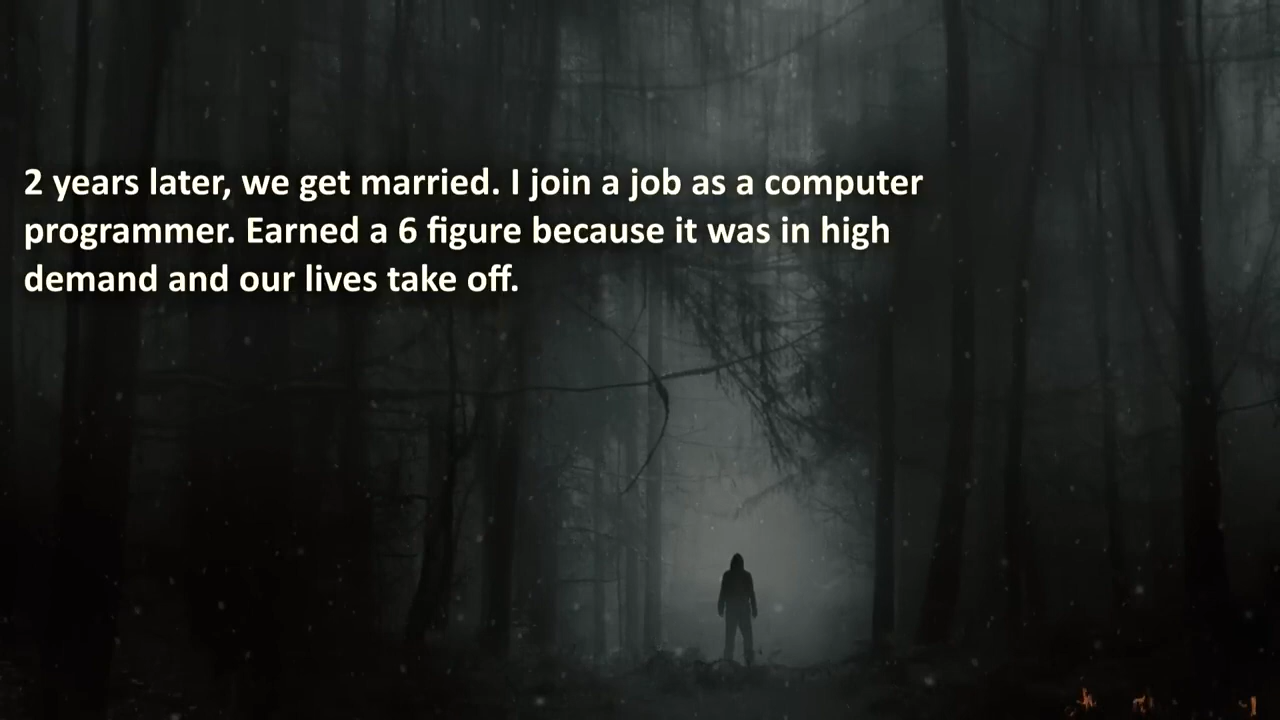 2 years later, we get married. I join a job as a computer
programmer. Earned a 6 figure because it was in high
demand and our lives take off.